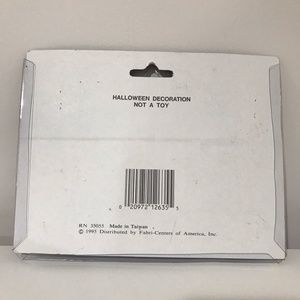 HALLOWEEN DECORATION
NOT A TOY
0 20972 12635 5
RN 35055 Made in Taiwan
© 1995 Distributed by Fabri-Centers of America, Inc.